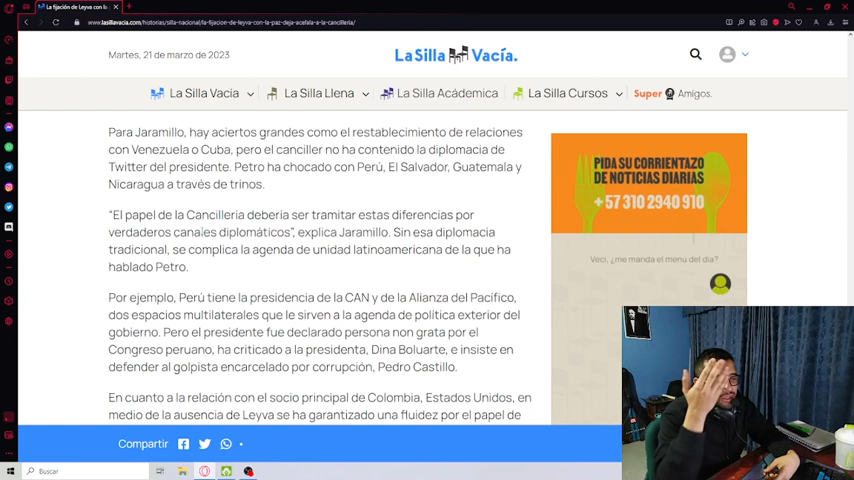 La fijación de Leyva con la
www.lasillavacia.com/historias/silla-nacional/la-fijacion-de-leyva-con-la-paz-deja-acefala-a-la-cancilleria/
Martes, 21 de marzo de 2023
La Silla Vacía.
La Silla Vacía
La Silla Llena
La Silla Acádemica
La Silla Cursos
Super Amigos.
Para Jaramillo, hay aciertos grandes como el restablecimiento de relaciones
con Venezuela o Cuba, pero el canciller no ha contenido la diplomacia de
Twitter del presidente. Petro ha chocado con Perú, El Salvador, Guatemala y
Nicaragua a través de trinos.
“El papel de la Cancillería debería ser tramitar estas diferencias por
verdaderos canales diplomáticos”, explica Jaramillo. Sin esa diplomacia
tradicional, se complica la agenda de unidad latinoamericana de la que ha
hablado Petro.
Por ejemplo, Perú tiene la presidencia de la CAN y de la Alianza del Pacífico,
dos espacios multilaterales que le sirven a la agenda de política exterior del
gobierno. Pero el presidente fue declarado persona non grata por el
Congreso peruano, ha criticado a la presidenta, Dina Boluarte, e insiste en
defender al golpista encarcelado por corrupción, Pedro Castillo.
En cuanto a la relación con el socio principal de Colombia, Estados Unidos, en
medio de la ausencia de Leyva se ha garantizado una fluidez por el papel de
PIDA SU CORRIENTAZO
DE NOTICIAS DIARIAS
+57 310 2940 910
Veci, ¿me manda el menu del dia?
Compartir
Buscar